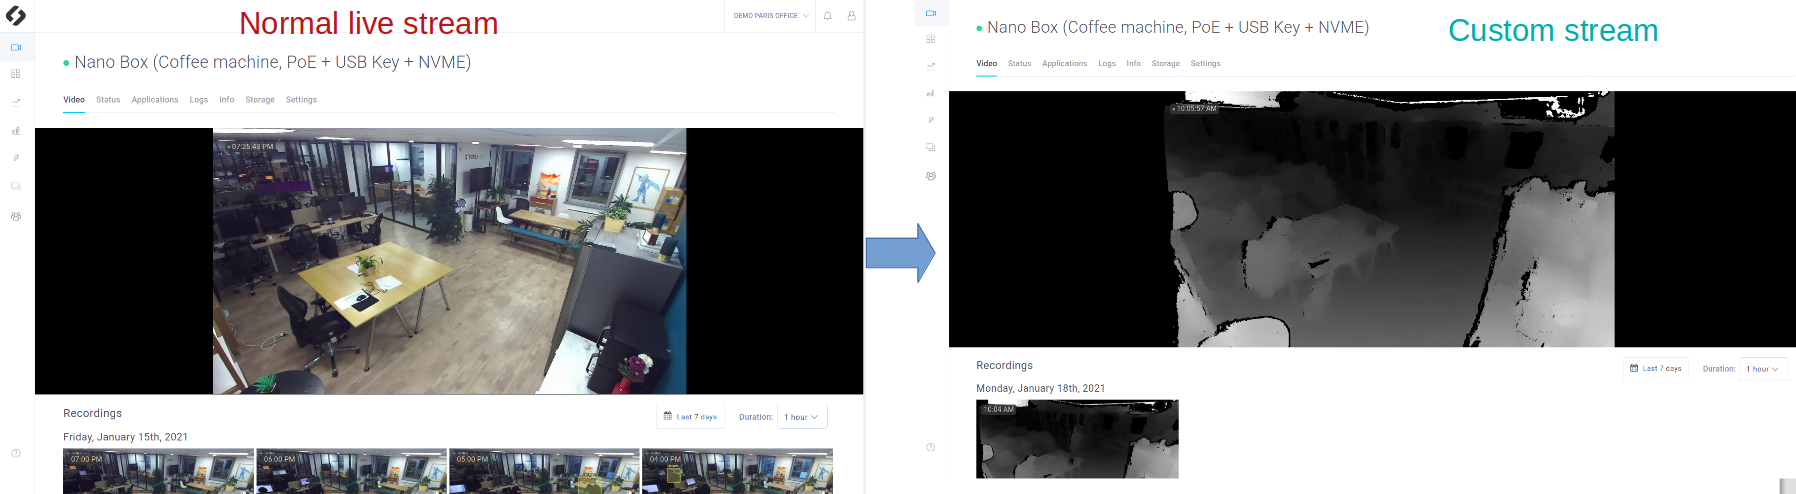 Normal live stream
DEMO PARIS OFFICE
Nano Box (Coffee machine, PoE + USB Key + NVME)
Video Status Applications Logs Info Storage Settings
07:25:43 PM
Recordings
Last 7 days Duration: 1 hour
Friday, January 15th, 2021
07:00 PM 06:00 PM 05:00 PM 04:00 PM
Custom stream
Nano Box (Coffee machine, PoE + USB Key + NVME)
Video Status Applications Logs Info Storage Settings
10:05:57 AM
Recordings
Last 7 days Duration: 1 hour
Monday, January 18th, 2021
10:04 AM